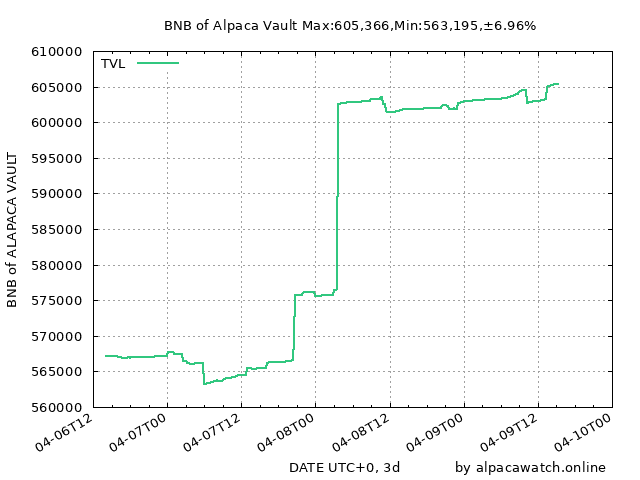 BNB of Alpaca Vault Max:605,366,Min:563,195,±6.96%
TVL
610000
605000
600000
595000
590000
585000
580000
575000
570000
565000
560000
BNB of ALAPACA VAULT
04-06T12
04-07T00
04-07T12
04-08T00
04-08T12
04-09T00
04-09T12
04-10T00
DATE UTC+0, 3d
by alpacawatch.online